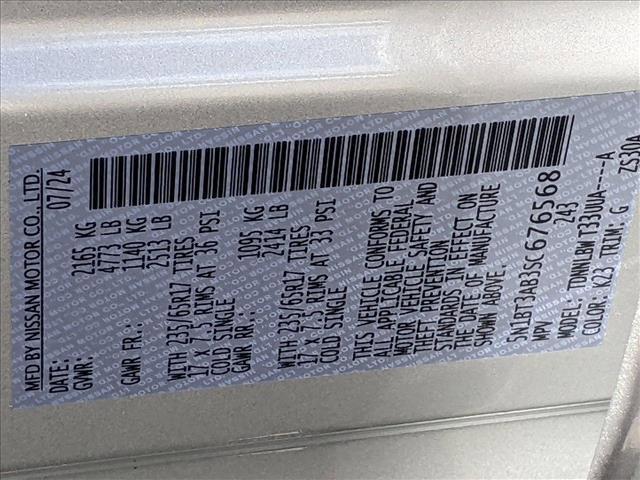 MFD BY NISSAN MOTOR CO., LTD.
DATE: 07/24
GWWR: 2165 KG
4773 LB
GAWR FR.: 1140 KG
2513 LB
WITH 235/65R17 TIRES
17 X 7.5 RIMS AT 36 PSI
COLD SINGLE
GAWR RR.: 1095 KG
2414 LB
WITH 235/65R17 TIRES
17 X 7.5 RIMS AT 33 PSI
COLD SINGLE
THIS VEHICLE CONFORMS TO
ALL APPLICABLE FEDERAL
MOTOR VEHICLE SAFETY AND
THEFT PREVENTION
STANDARDS IN EFFECT ON
THE DATE OF MANUFACTURE
SHOWN ABOVE.
5N1BT3AB3SC676568
MPV 243
MODEL: TDNNLBW T33OUA----A
COLOR: K23 TRIM: G
ZS30A